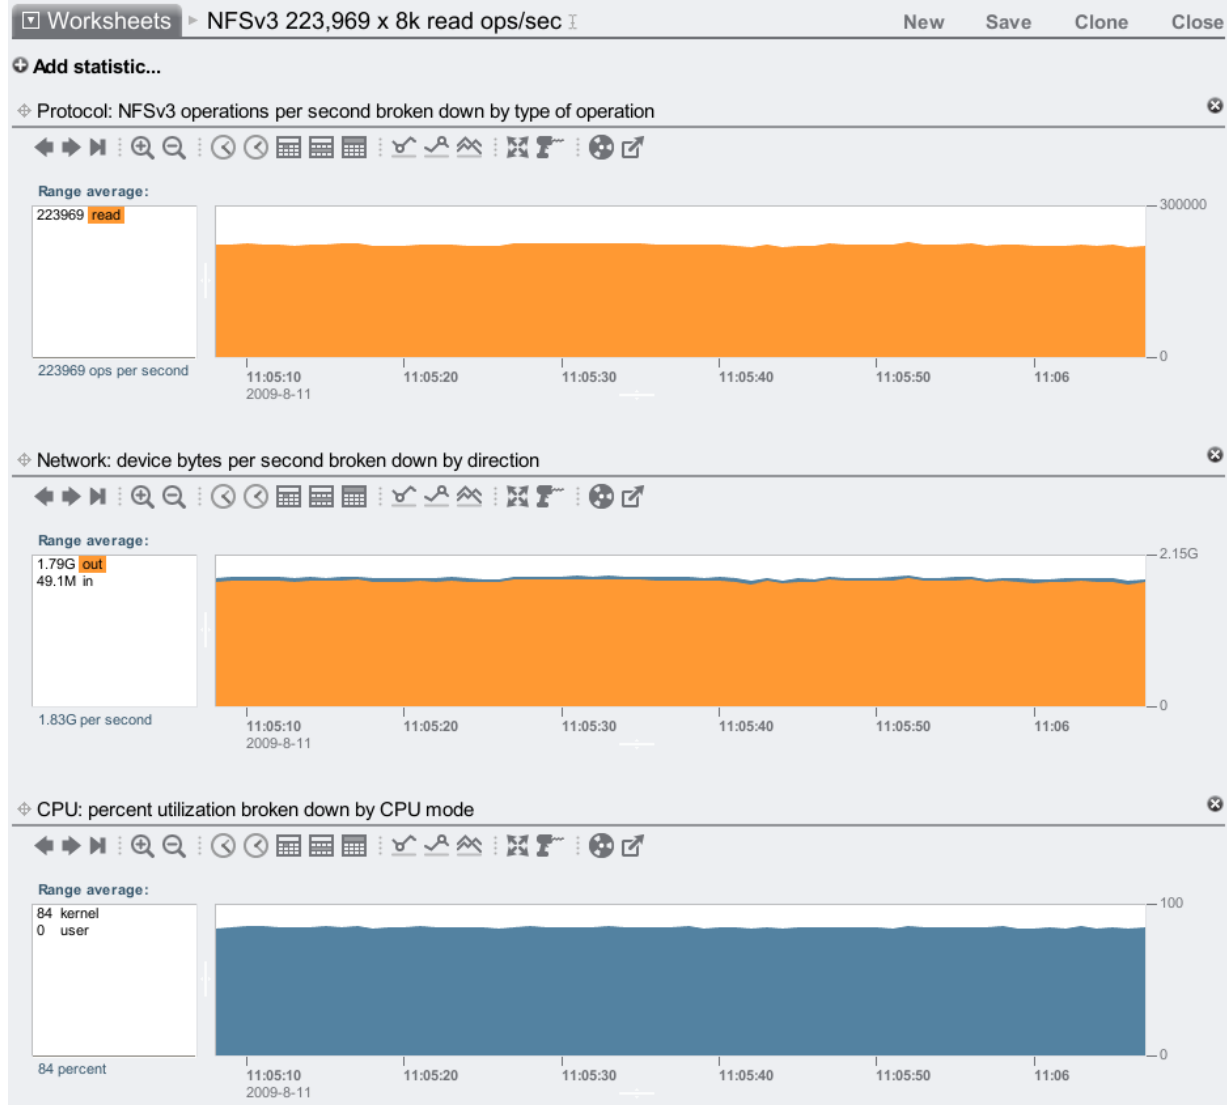 Worksheets NFSv3 223,969 x 8k read ops/sec New Save Clone Close
Add statistic...
Protocol: NFSv3 operations per second broken down by type of operation
Range average:
223969 read
300000
0
223969 ops per second
11:05:10 11:05:20 11:05:30 11:05:40 11:05:50 11:06
2009-8-11
Network: device bytes per second broken down by direction
Range average:
1.79G out
49.1M in
2.15G
0
1.83G per second
11:05:10 11:05:20 11:05:30 11:05:40 11:05:50 11:06
2009-8-11
CPU: percent utilization broken down by CPU mode
Range average:
84 kernel
0 user
100
0
84 percent
11:05:10 11:05:20 11:05:30 11:05:40 11:05:50 11:06
2009-8-11